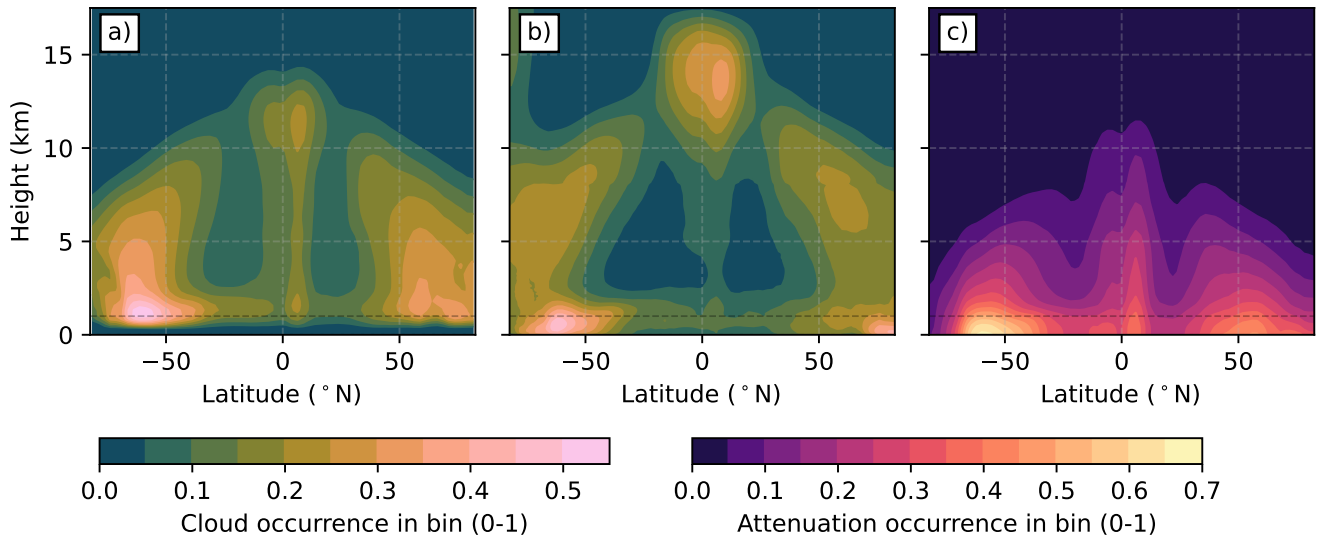 a)
b)
c)
15
10
5
0
Height (km)
−50 0 50
−50 0 50
−50 0 50
Latitude (°N)
Latitude (°N)
Latitude (°N)
0.0 0.1 0.2 0.3 0.4 0.5
Cloud occurrence in bin (0-1)
0.0 0.1 0.2 0.3 0.4 0.5 0.6 0.7
Attenuation occurrence in bin (0-1)